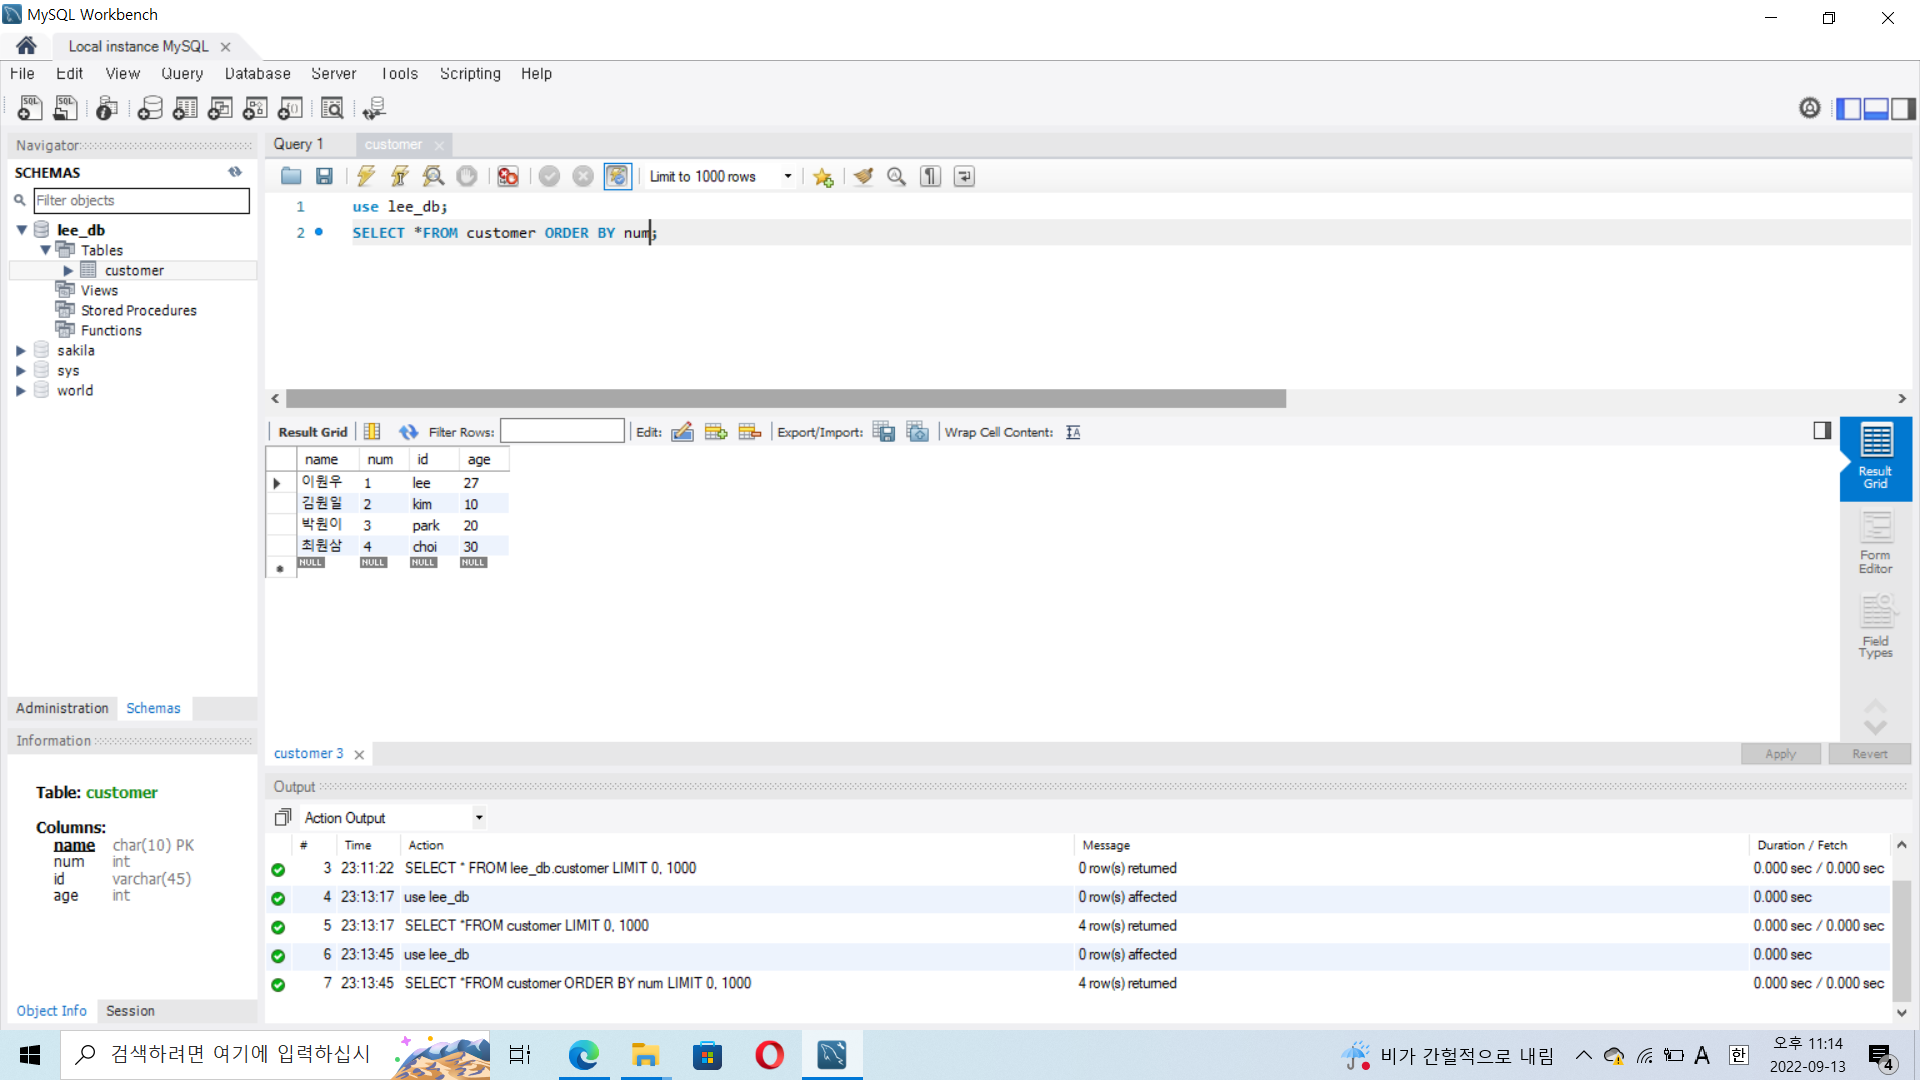 MySQL Workbench
Local instance MySQL
File Edit View Query Database Server Tools Scripting Help
Navigator
SCHEMAS
Filter objects
lee_db
Tables
customer
Views
Stored Procedures
Functions
sakila
sys
world
Administration Schemas
Information
Table: customer
Columns:
name char(10) PK
num int
id varchar(45)
age int
Object Info Session
Query 1 customer
Limit to 1000 rows
1 use lee_db;
2 SELECT *FROM customer ORDER BY num;
Result Grid Filter Rows: Edit: Export/Import: Wrap Cell Content:
name num id age
이원우 1 lee 27
김원일 2 kim 10
박원이 3 park 20
최원삼 4 choi 30
NULL NULL NULL NULL
Result Grid
Form Editor
Field Types
customer 3
Apply Revert
Output
Action Output
# Time Action Message Duration / Fetch
3 23:11:22 SELECT * FROM lee_db.customer LIMIT 0, 1000 0 row(s) returned 0.000 sec / 0.000 sec
4 23:13:17 use lee_db 0 row(s) affected 0.000 sec
5 23:13:17 SELECT *FROM customer LIMIT 0, 1000 4 row(s) returned 0.000 sec / 0.000 sec
6 23:13:45 use lee_db 0 row(s) affected 0.000 sec
7 23:13:45 SELECT *FROM customer ORDER BY num LIMIT 0, 1000 4 row(s) returned 0.000 sec / 0.000 sec
검색하려면 여기에 입력하십시
비가 간헐적으로 내림
A 한
오후 11:14
2022-09-13
4